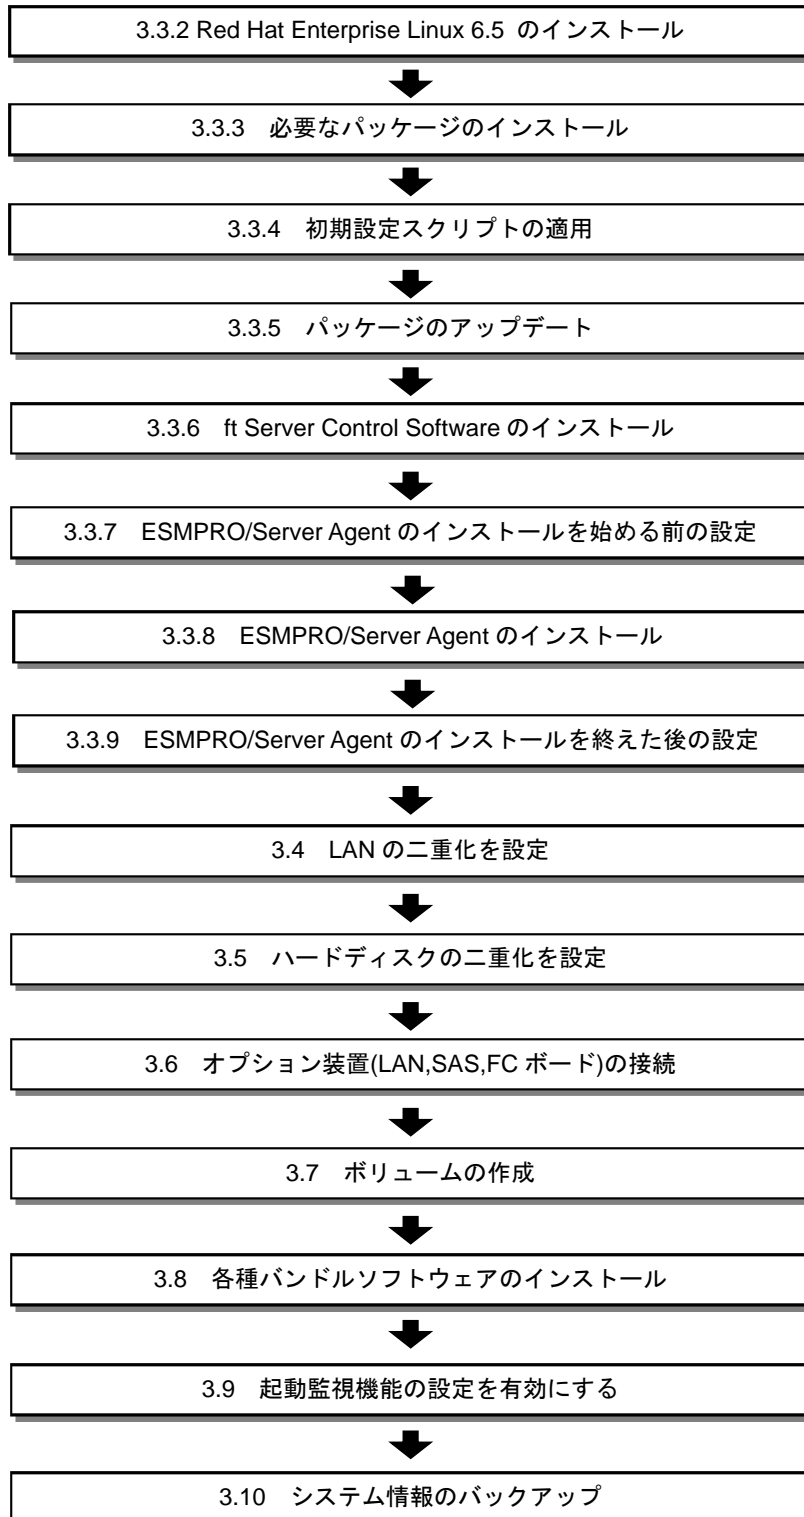 3.3.2 Red Hat Enterprise Linux 6.5 のインストール
3.3.3 必要なパッケージのインストール
3.3.4 初期設定スクリプトの適用
3.3.5 パッケージのアップデート
3.3.6 ft Server Control Software のインストール
3.3.7 ESMPRO/Server Agent のインストールを始める前の設定
3.3.8 ESMPRO/Server Agent のインストール
3.3.9 ESMPRO/Server Agent のインストールを終えた後の設定
3.4 LAN の二重化を設定
3.5 ハードディスクの二重化を設定
3.6 オプション装置(LAN,SAS,FC ボード)の接続
3.7 ボリュームの作成
3.8 各種バンドルソフトウェアのインストール
3.9 起動監視機能の設定を有効にする
3.10 システム情報のバックアップ